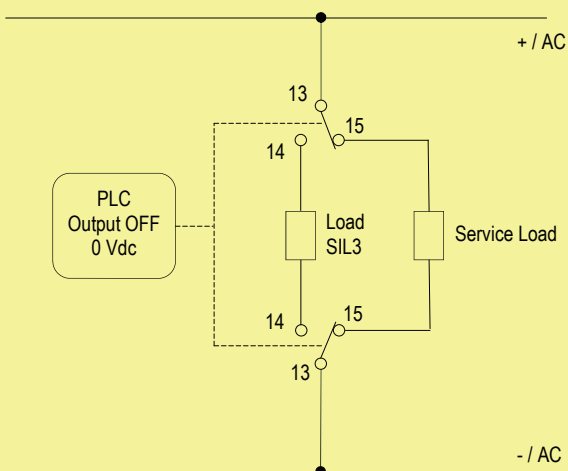 + / AC
13
15
14
PLC
Output OFF
0 Vdc
Load
SIL3
Service Load
15
14
13
- / AC